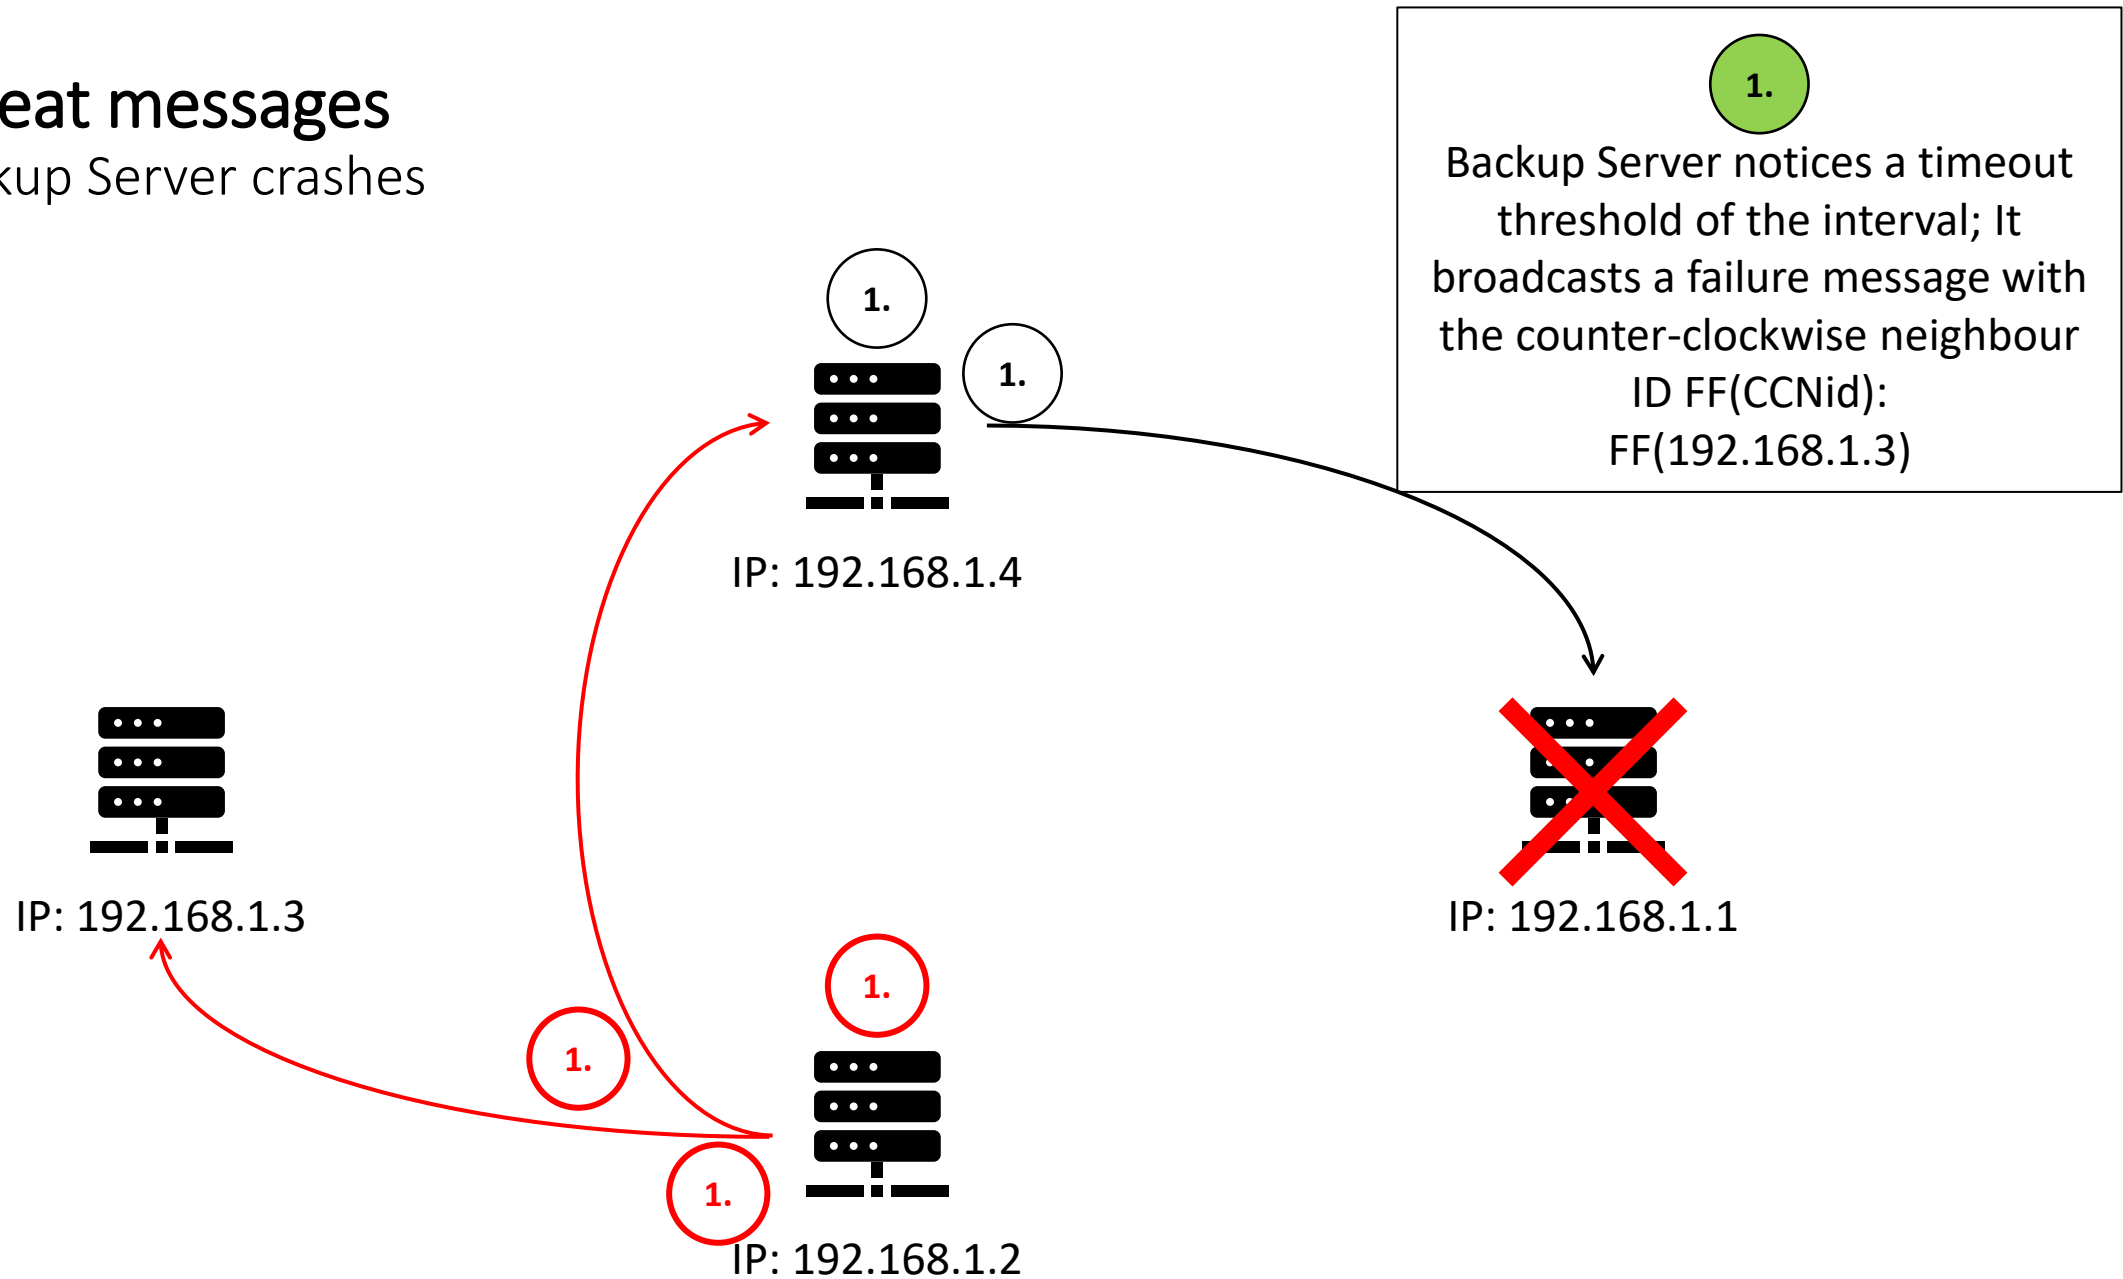 eat messages
kup Server crashes
1.
Backup Server notices a timeout
threshold of the interval; It
broadcasts a failure message with
the counter-clockwise neighbour
ID FF(CCNid):
FF(192.168.1.3)
1.
1.
IP: 192.168.1.4
IP: 192.168.1.3
IP: 192.168.1.1
1.
1.
1.
IP: 192.168.1.2